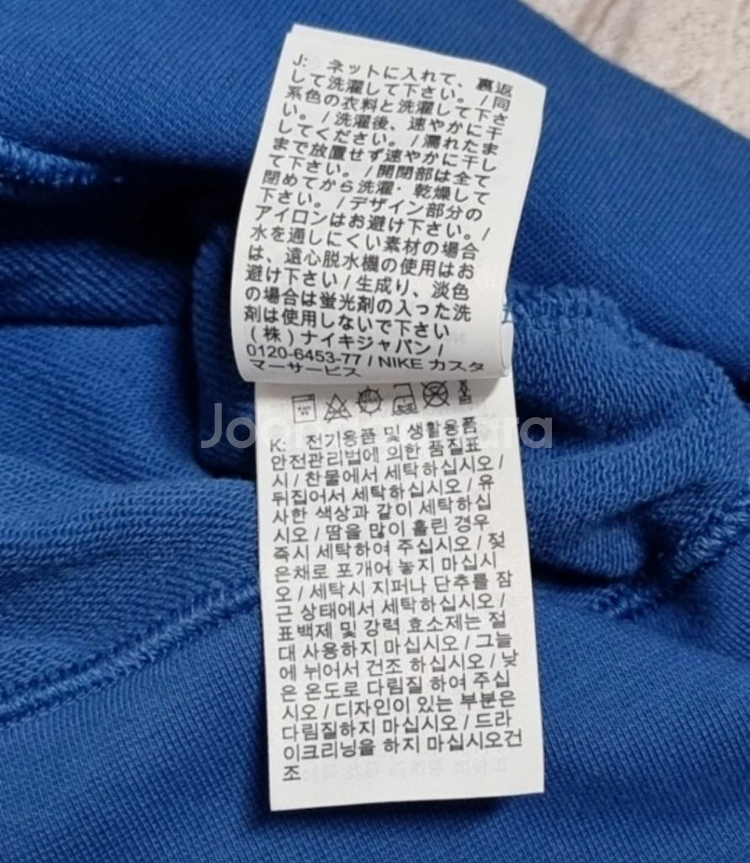 J: ネットに入れて、裏返
して洗濯して下さい。/同
系色の衣料と洗濯して下さ
い。/洗濯後、速やかに干
してください。/濡れたま
まで放置せず速やかに干し
て下さい。/開閉部は全て
閉めてから洗濯・乾燥して
下さい。/デザイン部分の
アイロンはお避け下さい。/
水を通しにくい素材の場合
は、遠心脱水機の使用はお
避け下さい/生成り、淡色
の場合は蛍光剤の入った洗
剤は使用しないで下さい
(株)ナイキジャパン/
0120-6453-77/NIKE カスタ
マーサービス
K: 전기용품 및 생활용품
안전관리법에 의한 품질표
시/찬물에서 세탁하십시오/
뒤집어서 세탁하십시오/유
사한 색상과 같이 세탁하십
시오/땀을 많이 흘린 경우
즉시 세탁하여 주십시오/젖
은채로 포개어 놓지 마십시
오/세탁시 지퍼나 단추를 잠
근 상태에서 세탁하십시오/
표백제 및 강력 효소제는 절
대 사용하지 마십시오/그늘
에 뉘어서 건조 하십시오/낮
은 온도로 다림질 하여 주십
시오/디자인이 있는 부분은
다림질하지 마십시오/드라
이크리닝을 하지 마십시오건
조